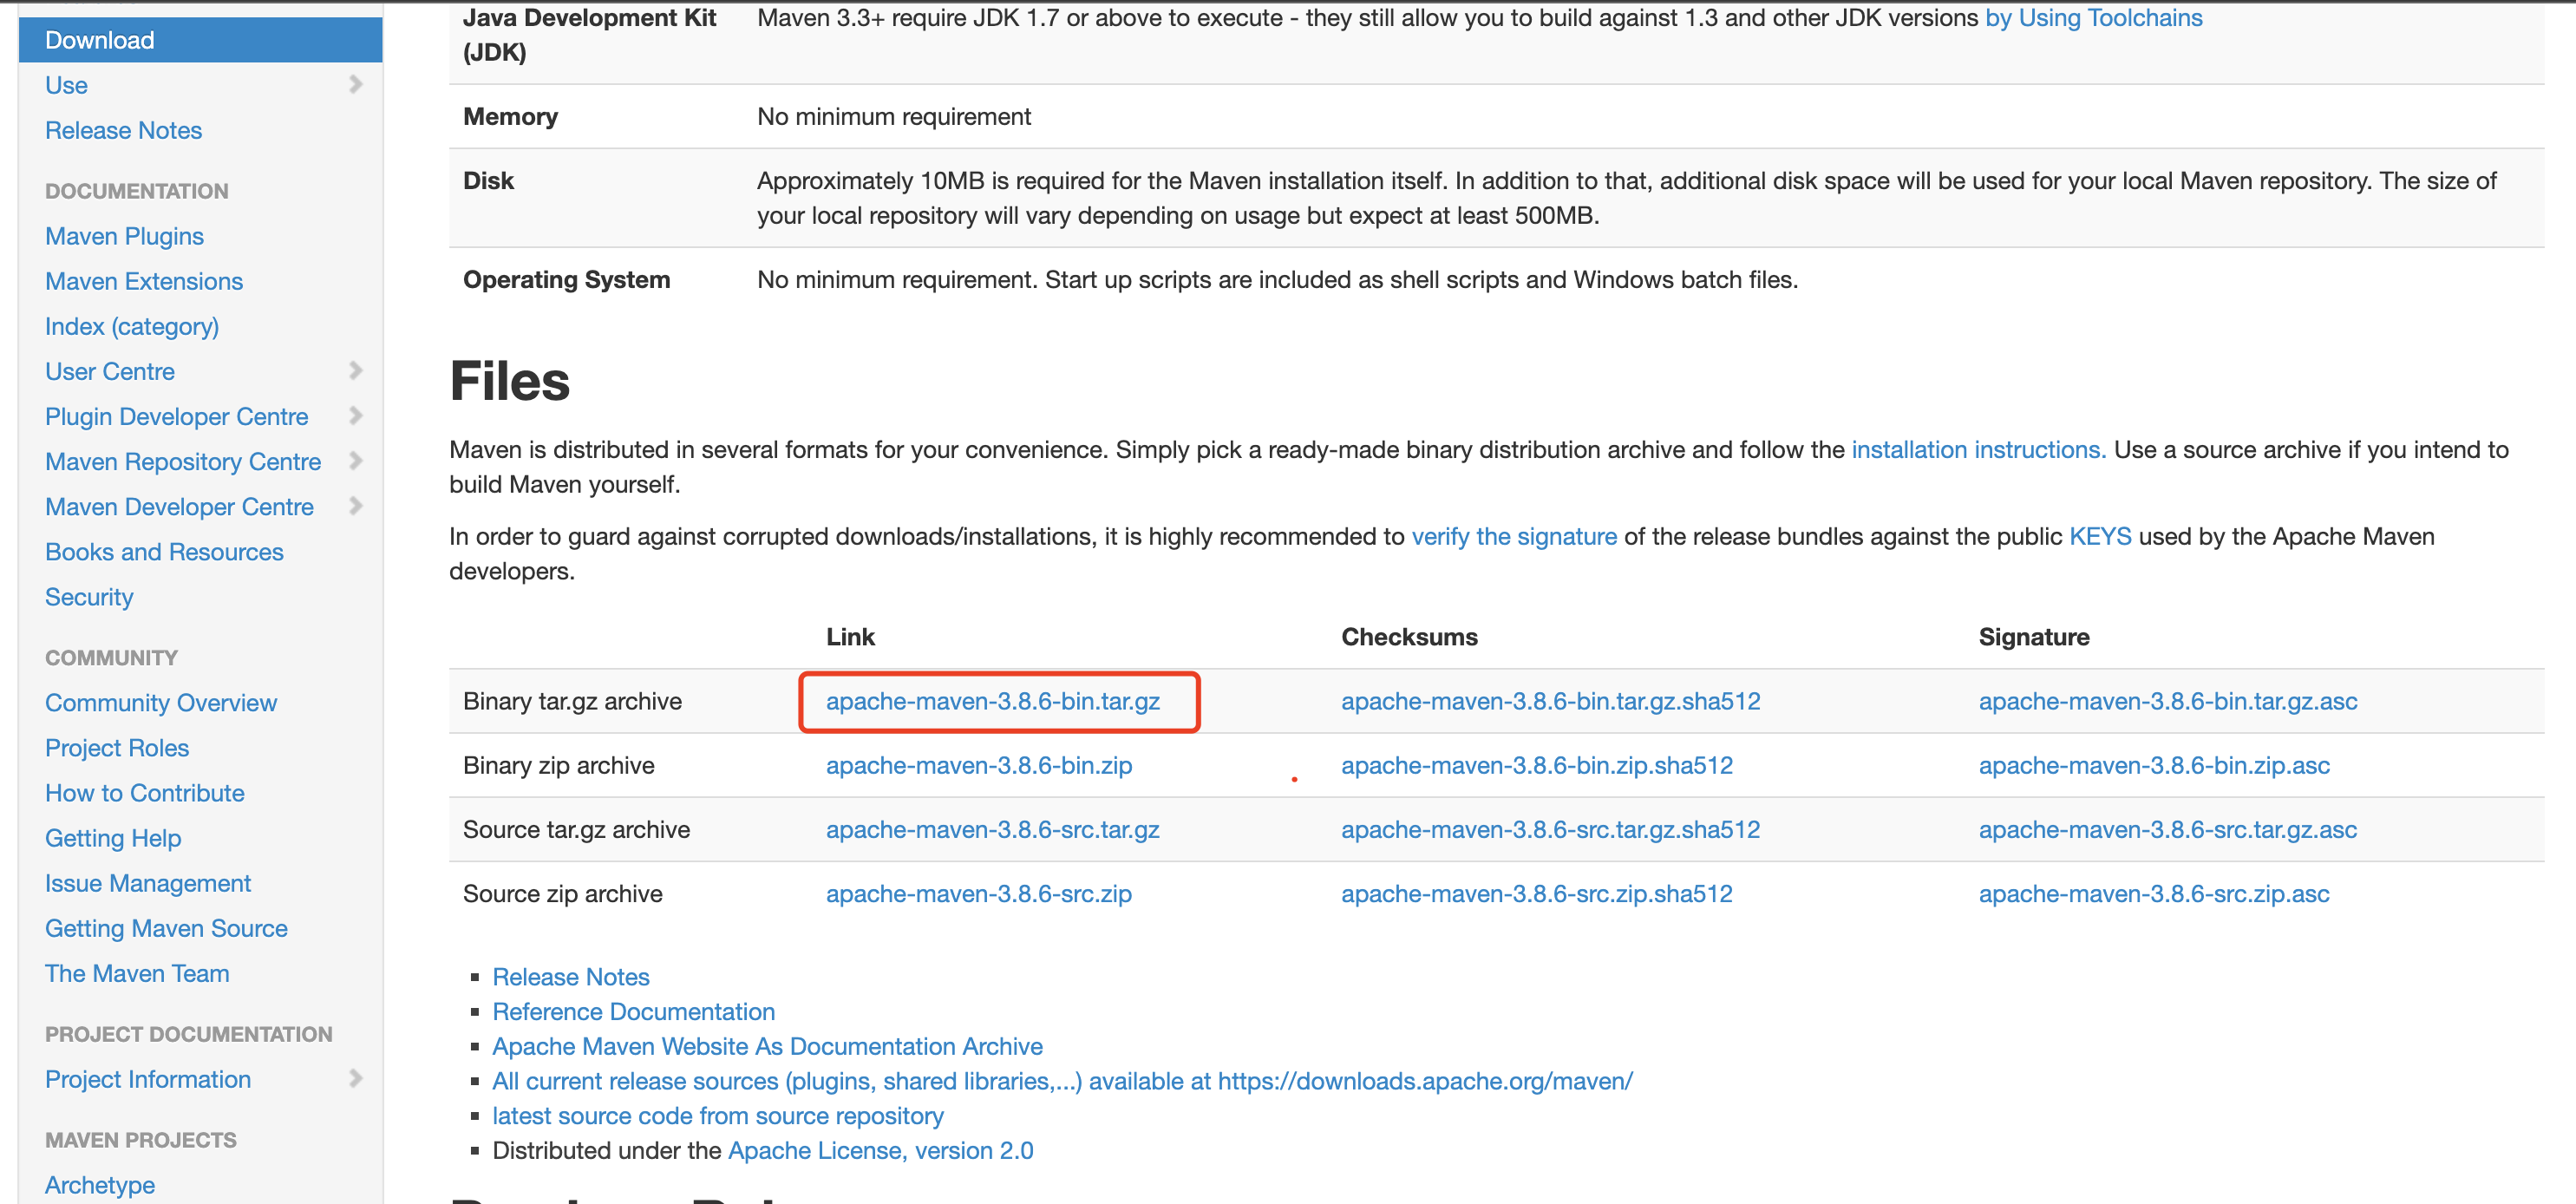 Download
Use
Release Notes
DOCUMENTATION
Maven Plugins
Maven Extensions
Index (category)
User Centre
Plugin Developer Centre
Maven Repository Centre
Maven Developer Centre
Books and Resources
Security
COMMUNITY
Community Overview
Project Roles
How to Contribute
Getting Help
Issue Management
Getting Maven Source
The Maven Team
PROJECT DOCUMENTATION
Project Information
MAVEN PROJECTS
Archetype
Java Development Kit (JDK) Maven 3.3+ require JDK 1.7 or above to execute - they still allow you to build against 1.3 and other JDK versions by Using Toolchains
Memory No minimum requirement
Disk Approximately 10MB is required for the Maven installation itself. In addition to that, additional disk space will be used for your local Maven repository. The size of
your local repository will vary depending on usage but expect at least 500MB.
Operating System No minimum requirement. Start up scripts are included as shell scripts and Windows batch files.
Files
Maven is distributed in several formats for your convenience. Simply pick a ready-made binary distribution archive and follow the installation instructions. Use a source archive if you intend to
build Maven yourself.
In order to guard against corrupted downloads/installations, it is highly recommended to verify the signature of the release bundles against the public KEYS used by the Apache Maven
developers.
Link Checksums Signature
Binary tar.gz archive apache-maven-3.8.6-bin.tar.gz apache-maven-3.8.6-bin.tar.gz.sha512 apache-maven-3.8.6-bin.tar.gz.asc
Binary zip archive apache-maven-3.8.6-bin.zip apache-maven-3.8.6-bin.zip.sha512 apache-maven-3.8.6-bin.zip.asc
Source tar.gz archive apache-maven-3.8.6-src.tar.gz apache-maven-3.8.6-src.tar.gz.sha512 apache-maven-3.8.6-src.tar.gz.asc
Source zip archive apache-maven-3.8.6-src.zip apache-maven-3.8.6-src.zip.sha512 apache-maven-3.8.6-src.zip.asc
Release Notes
Reference Documentation
Apache Maven Website As Documentation Archive
All current release sources (plugins, shared libraries,...) available at https://downloads.apache.org/maven/
latest source code from source repository
Distributed under the Apache License, version 2.0